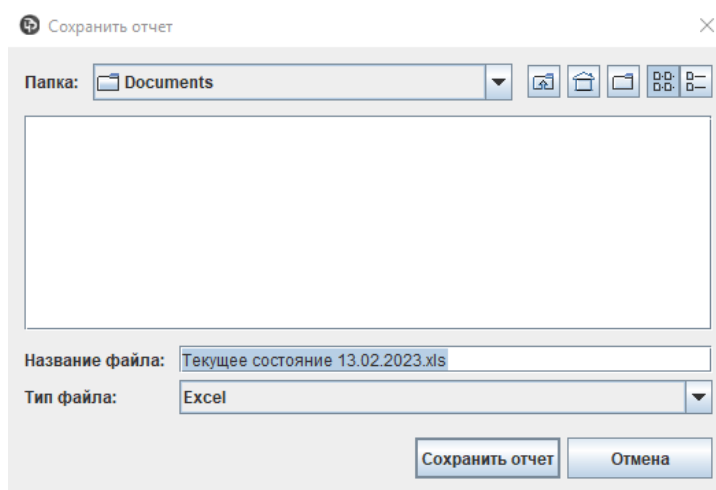 Сохранить отчет
Папка: Documents
Название файла: Текущее состояние 13.02.2023.xls
Тип файла: Excel
Сохранить отчет Отмена